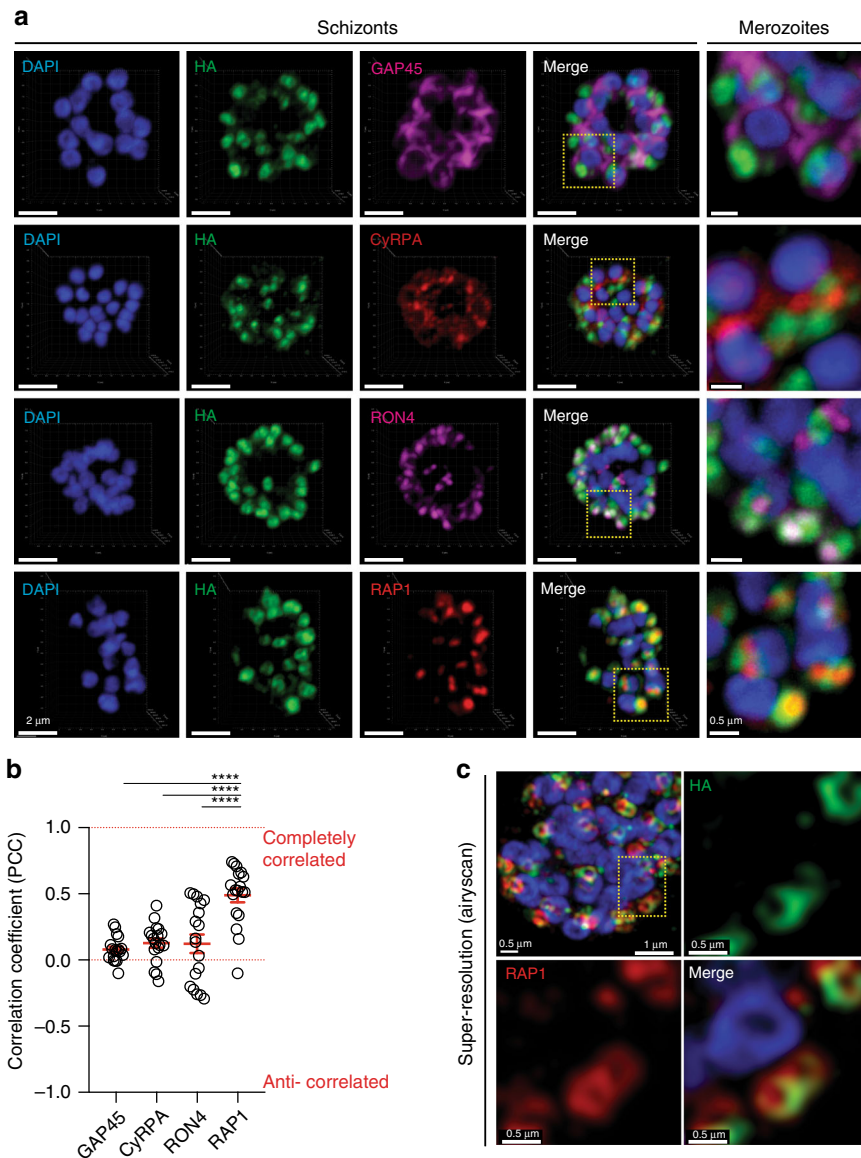 a
Schizonts
Merozoites
DAPI
HA
GAP45
Merge
DAPI
HA
CyRPA
Merge
DAPI
HA
RON4
Merge
DAPI
HA
RAP1
Merge
2 μm
0.5 μm
b
****
****
****
1.0
0.5
0.0
–0.5
–1.0
Correlation coefficient (PCC)
Completely
correlated
Anti- correlated
GAP45
CyRPA
RON4
RAP1
c
Super-resolution (airyscan)
0.5 μm
1 μm
HA
0.5 μm
RAP1
0.5 μm
Merge
0.5 μm